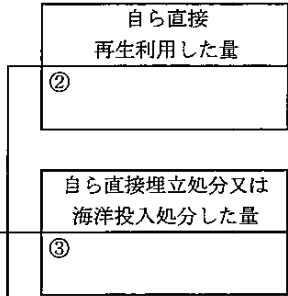 自ら直接
再生利用した量
②
自ら直接埋立処分又は
海洋投入処分した量
③